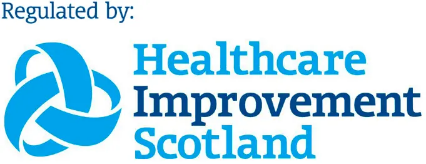 Regulated by:
Healthcare
Improvement
Scotland